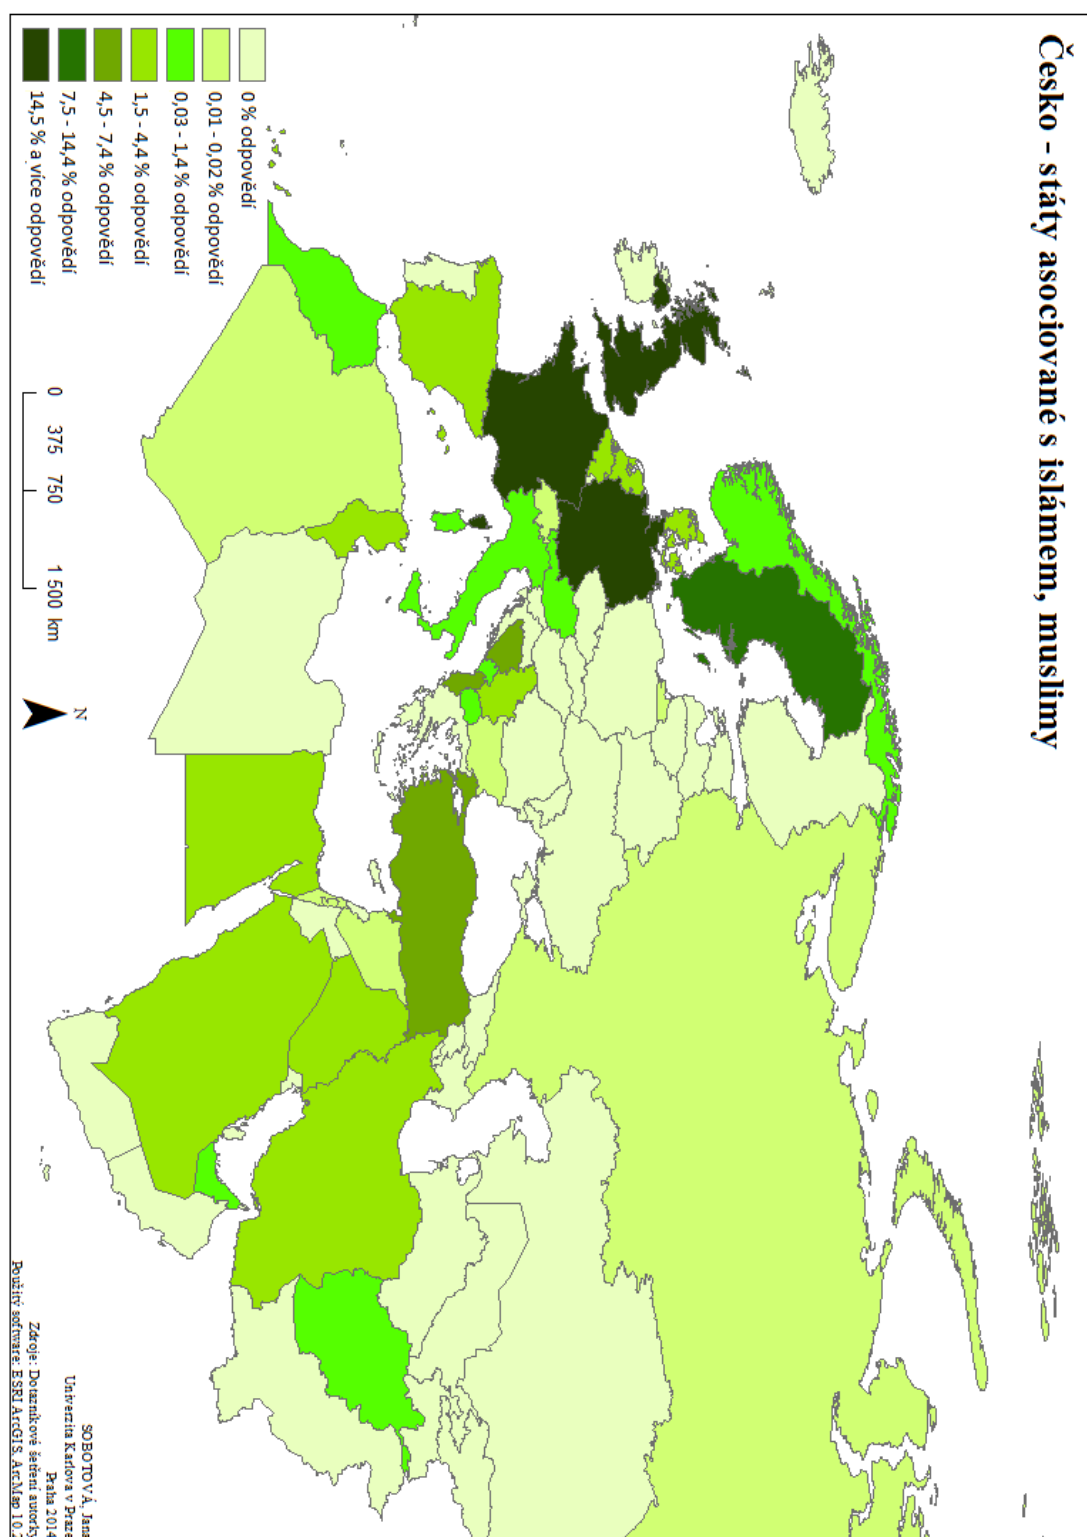 Česko - státy asociované s islámem, muslimy
0 % odpovědí
0,01 - 0,02 % odpovědí
0,03 - 1,4 % odpovědí
1,5 - 4,4 % odpovědí
4,5 - 7,4 % odpovědí
7,5 - 14,4 % odpovědí
14,5 % a více odpovědí
0 375 750 1 500 km
N
SOBOTOVÁ, Jana
Univerzita Karlova v Praze
Praha 2014
Zdroje: Dotazníkové šetření autorky
Použitý software: ESRI ArcGIS, ArcMap 10.2